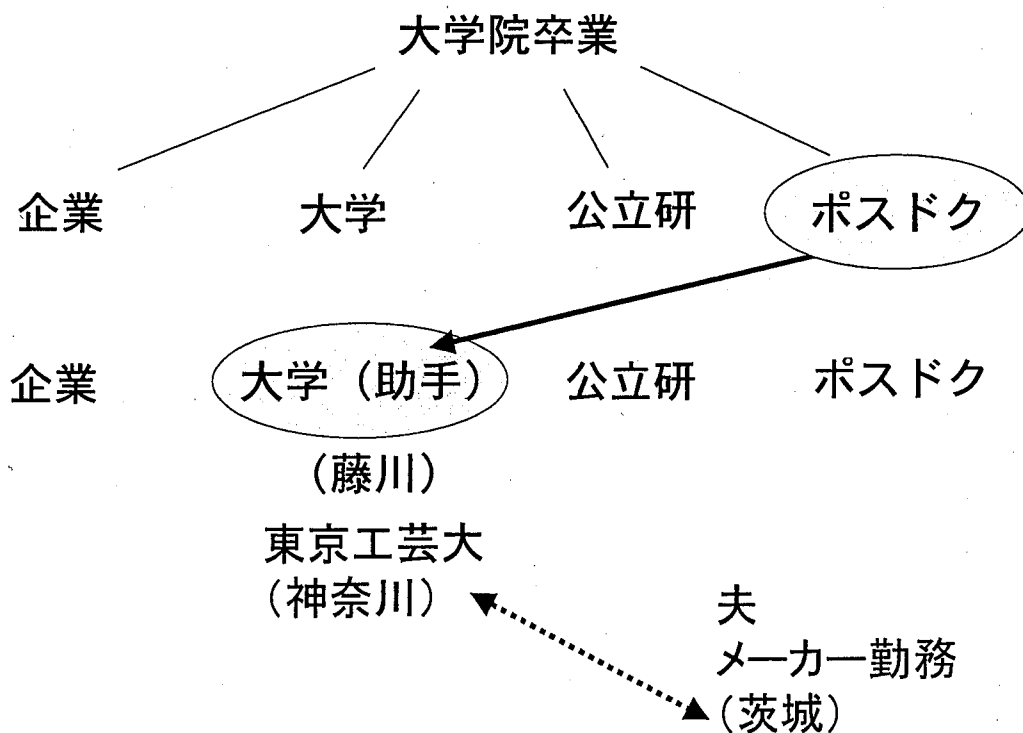 大学院卒業
企業 大学 公立研 ポスドク
企業 大学（助手） 公立研 ポスドク
（藤川）
東京工芸大
（神奈川）
夫
メーカー勤務
（茨城）